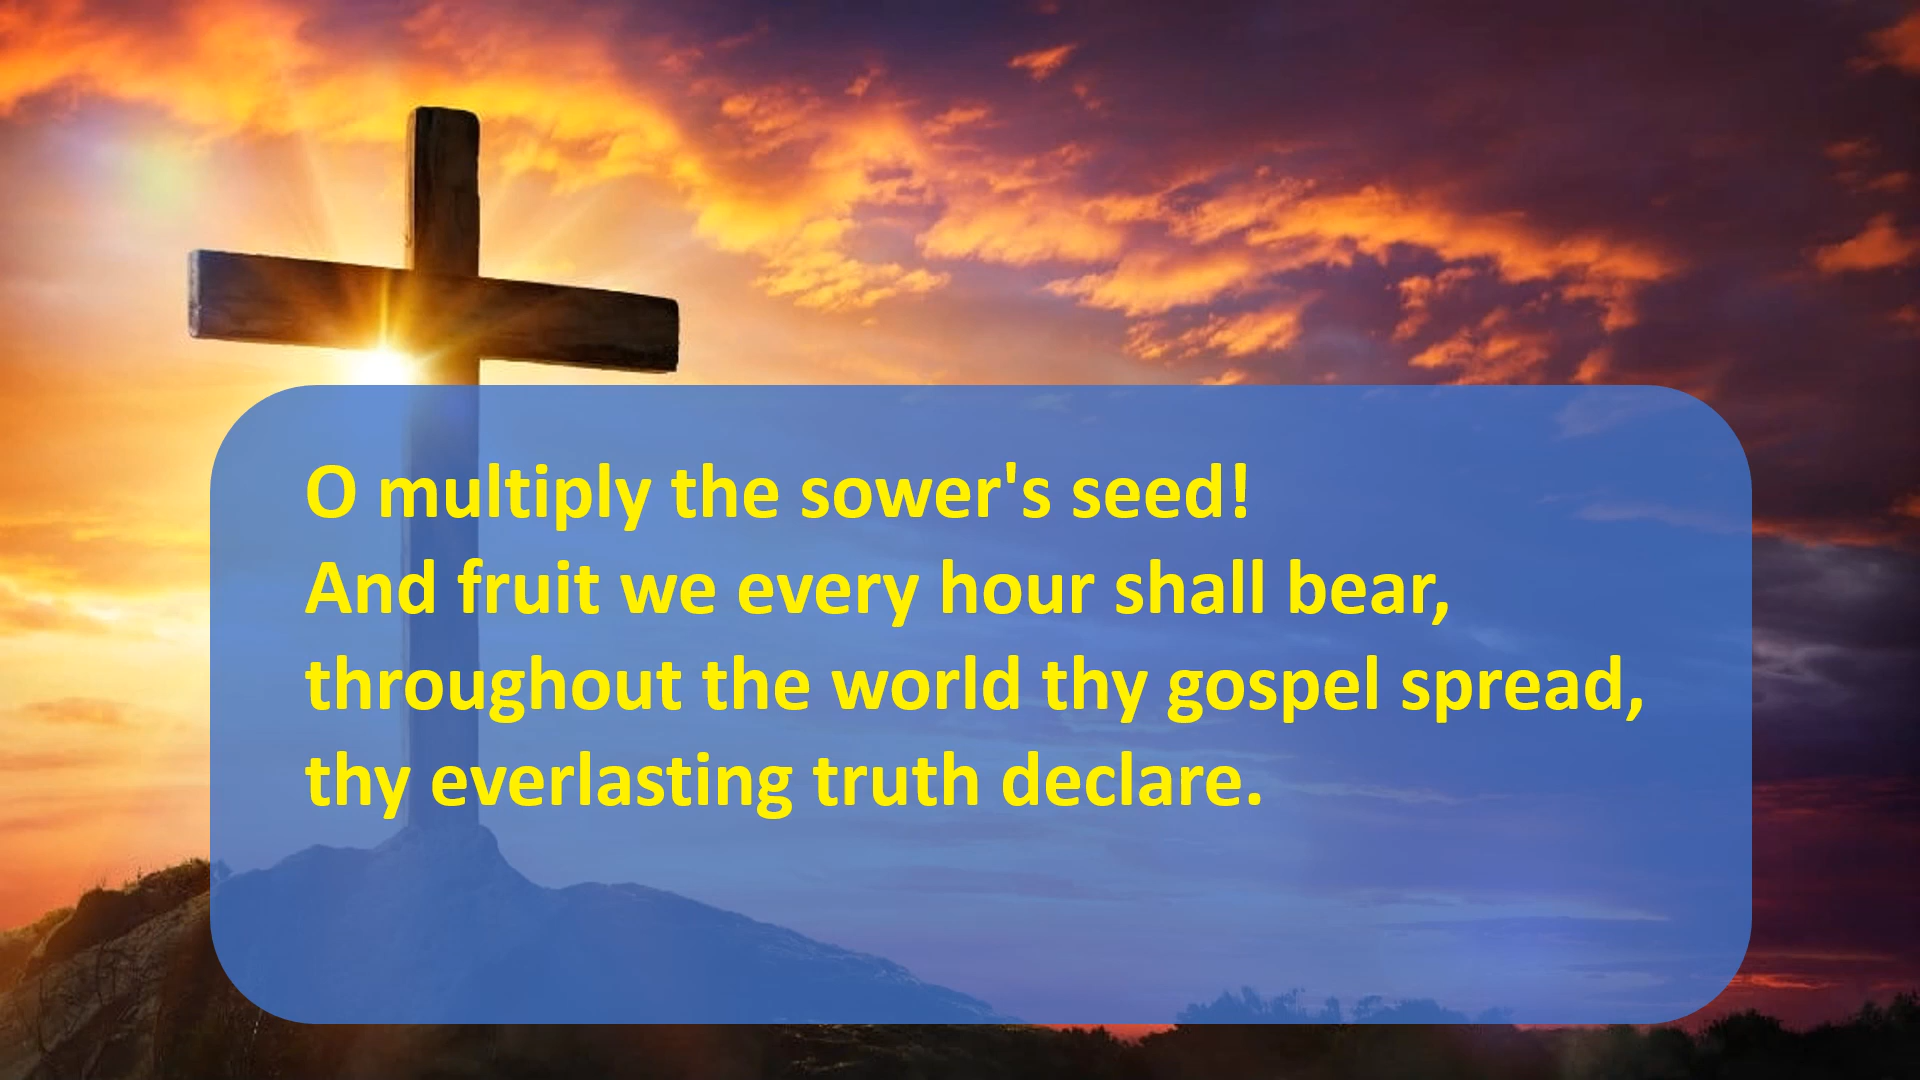 O multiply the sower's seed!
And fruit we every hour shall bear,
throughout the world thy gospel spread,
thy everlasting truth declare.